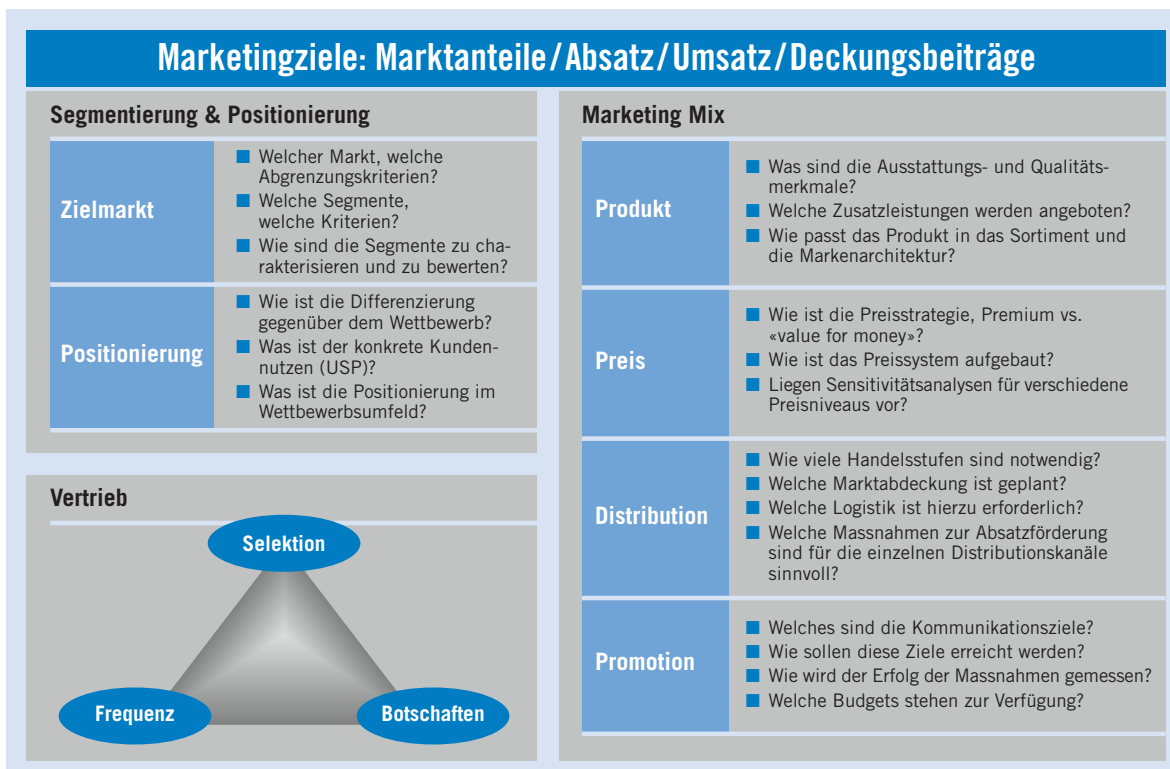 Marketingziele: Marktanteile/Absatz/Umsatz/Deckungsbeiträge
Segmentierung & Positionierung
Zielmarkt
■ Welcher Markt, welche
Abgrenzungskriterien?
■ Welche Segmente,
welche Kriterien?
■ Wie sind die Segmente zu cha-
rakterisieren und zu bewerten?
Positionierung
■ Wie ist die Differenzierung
gegenüber dem Wettbewerb?
■ Was ist der konkrete Kunden-
nutzen (USP)?
■ Was ist die Positionierung im
Wettbewerbsumfeld?
Vertrieb
Selektion
Frequenz
Botschaften
Marketing Mix
Produkt
■ Was sind die Ausstattungs- und Qualitäts-
merkmale?
■ Welche Zusatzleistungen werden angeboten?
■ Wie passt das Produkt in das Sortiment und
die Markenarchitektur?
Preis
■ Wie ist die Preisstrategie, Premium vs.
«value for money»?
■ Wie ist das Preissystem aufgebaut?
■ Liegen Sensitivitätsanalysen für verschiedene
Preisniveaus vor?
Distribution
■ Wie viele Handelsstufen sind notwendig?
■ Welche Marktabdeckung ist geplant?
■ Welche Logistik ist hierzu erforderlich?
■ Welche Massnahmen zur Absatzförderung
sind für die einzelnen Distributionskanäle
sinnvoll?
Promotion
■ Welches sind die Kommunikationsziele?
■ Wie sollen diese Ziele erreicht werden?
■ Wie wird der Erfolg der Massnahmen gemessen?
■ Welche Budgets stehen zur Verfügung?